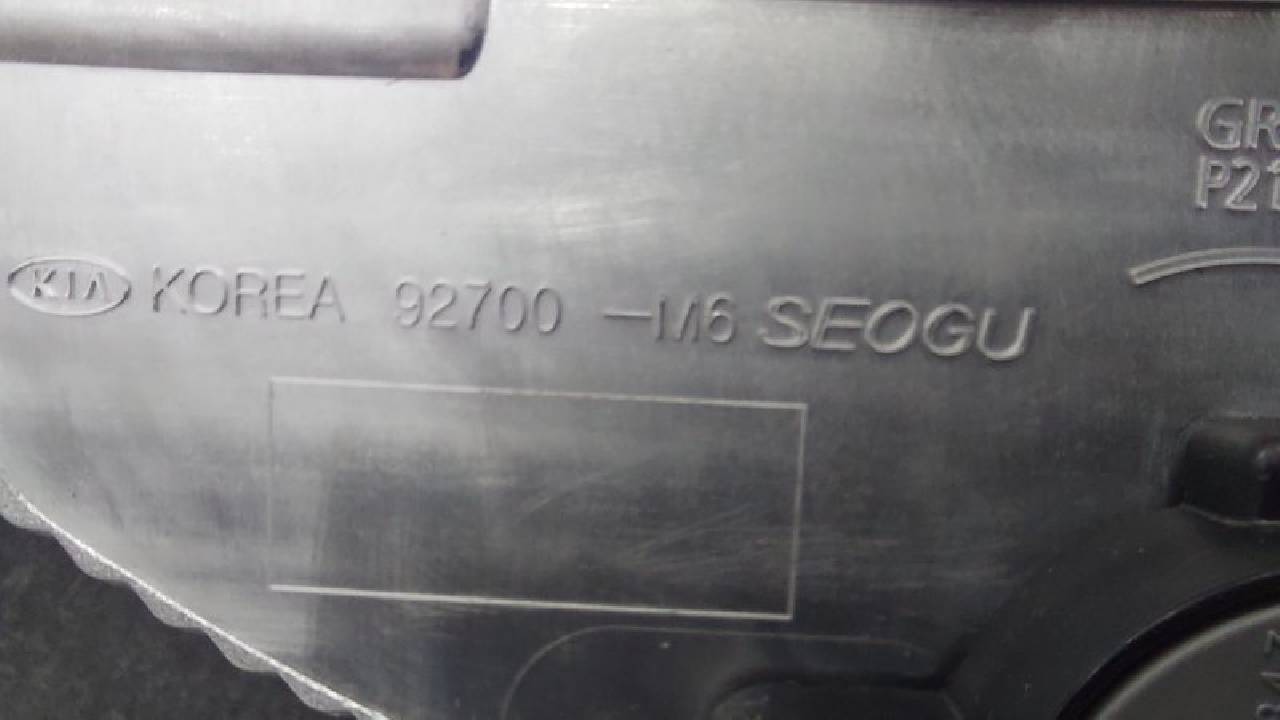 GR
P21
KIA KOREA 92700 -M6 SEOGU